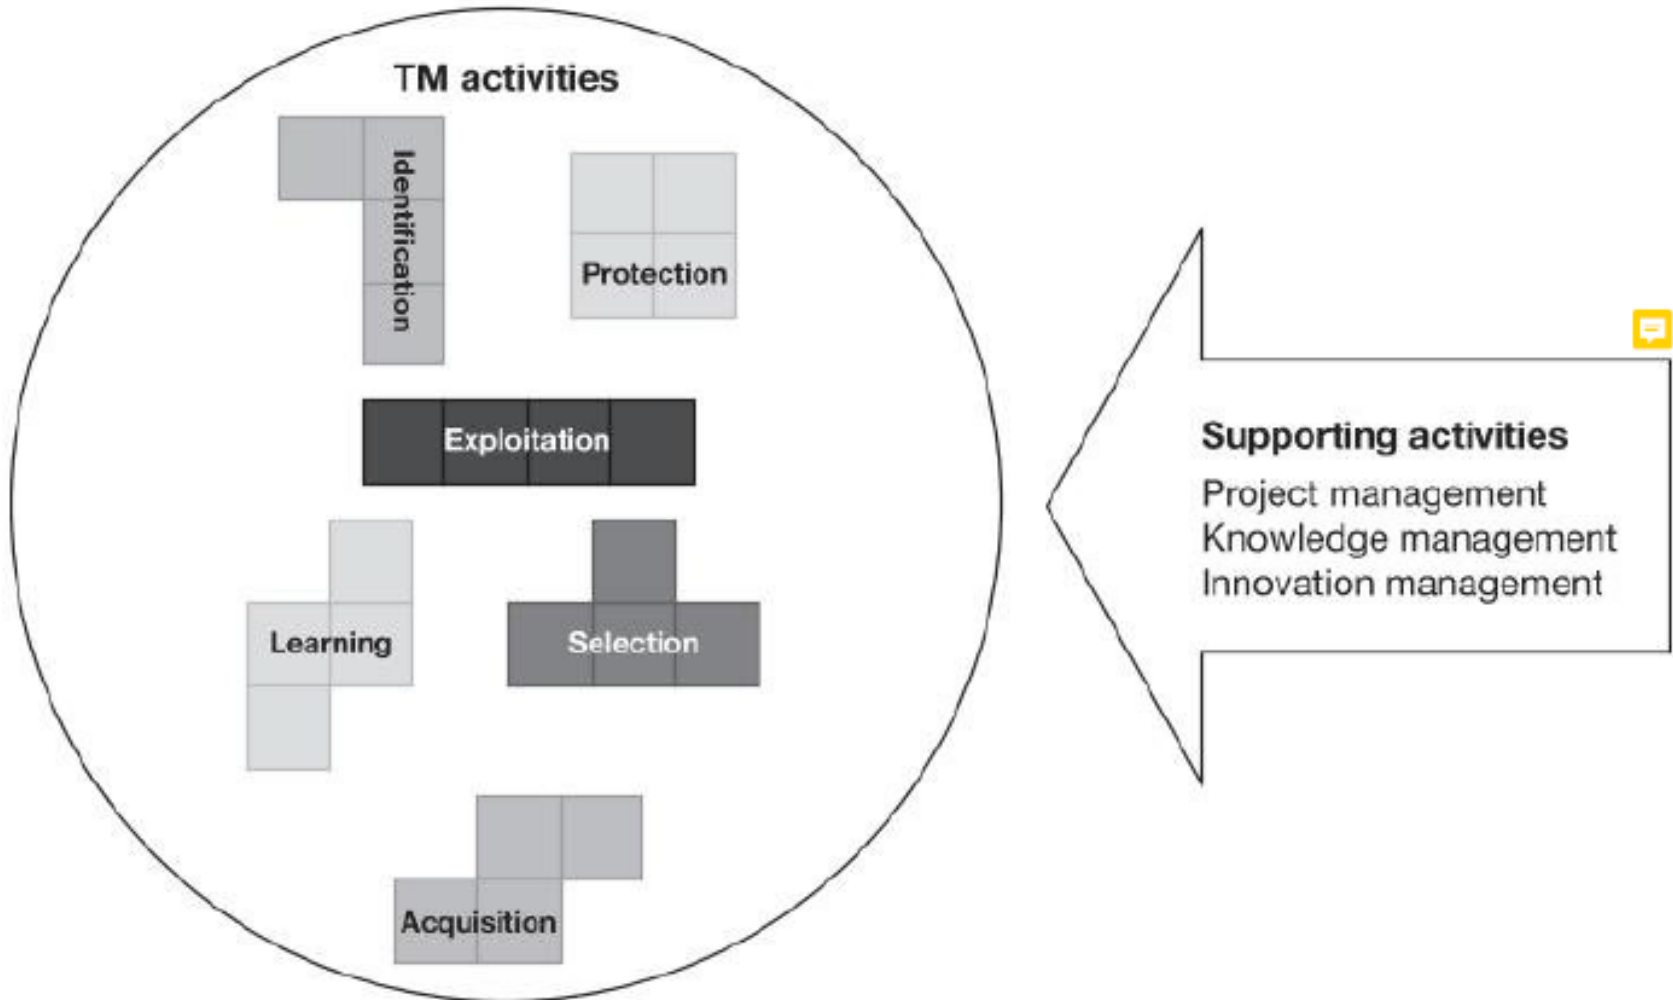 TM activities
Identification
Protection
Exploitation
Learning
Selection
Acquisition
Supporting activities
Project management
Knowledge management
Innovation management